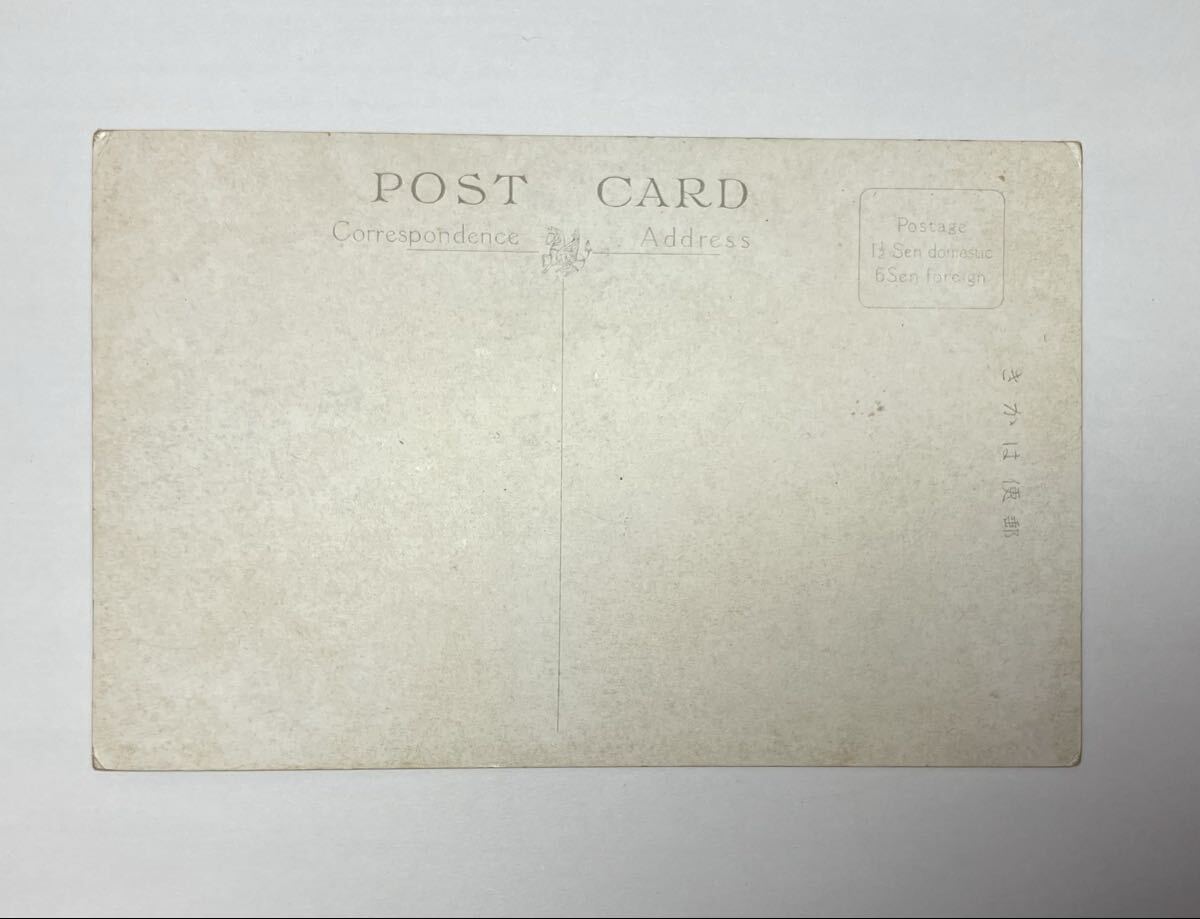 POST CARD
Correspondence Address
Postage
1½ Sen domestic
6 Sen foreign
きかは便郵